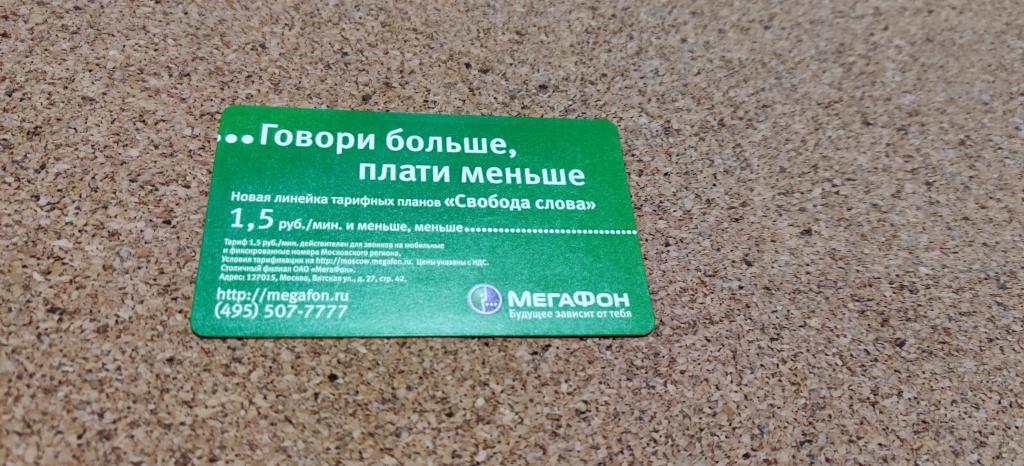 ...Говори больше,
плати меньше
Новая линейка тарифных планов «Свобода слова»
1,5 руб./мин. и меньше, меньше..........................................
Тариф 1,5 руб./мин. действителен для звонков на мобильные
и фиксированные номера Московского региона.
Условия тарификации на http://moscow.megafon.ru. Цены указаны с НДС.
Столичный филиал ОАО «МегаФон».
Адрес: 127015, Москва, Вятская ул., д. 27, стр. 42.
http://megafon.ru
(495) 507-7777
МЕГАФОН
Будущее зависит от тебя